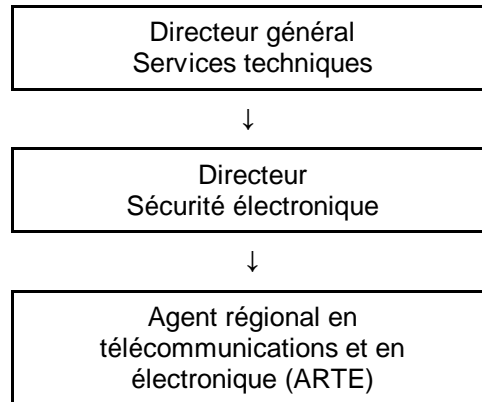 Directeur général
Services techniques
↓
Directeur
Sécurité électronique
↓
Agent régional en
télécommunications et en
électronique (ARTE)